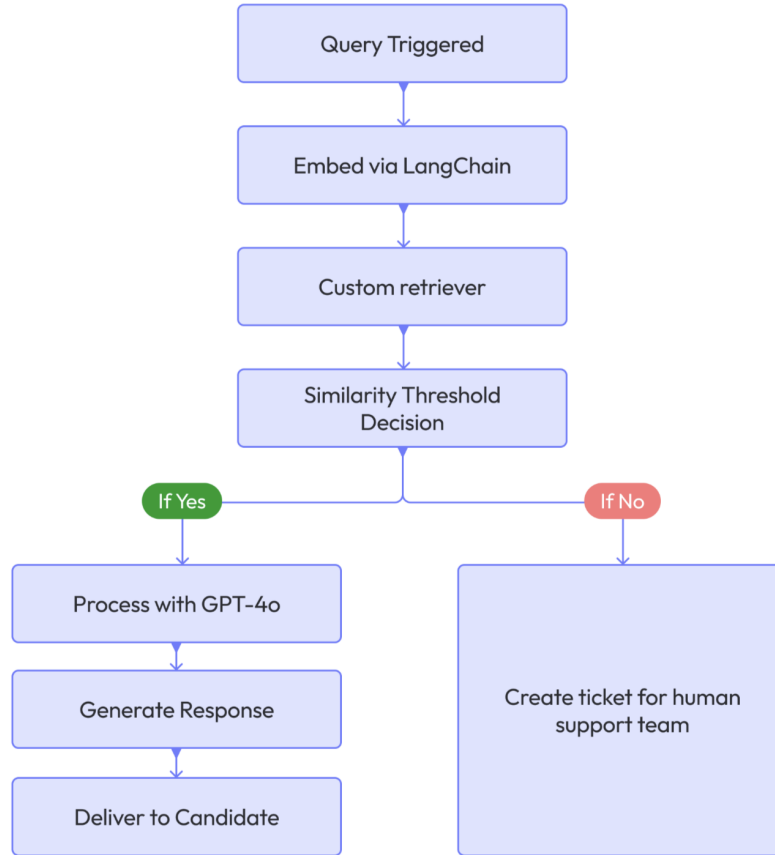 Query Triggered
Embed via LangChain
Custom retriever
Similarity Threshold
Decision
If Yes
If No
Process with GPT-4o
Generate Response
Deliver to Candidate
Create ticket for human
support team